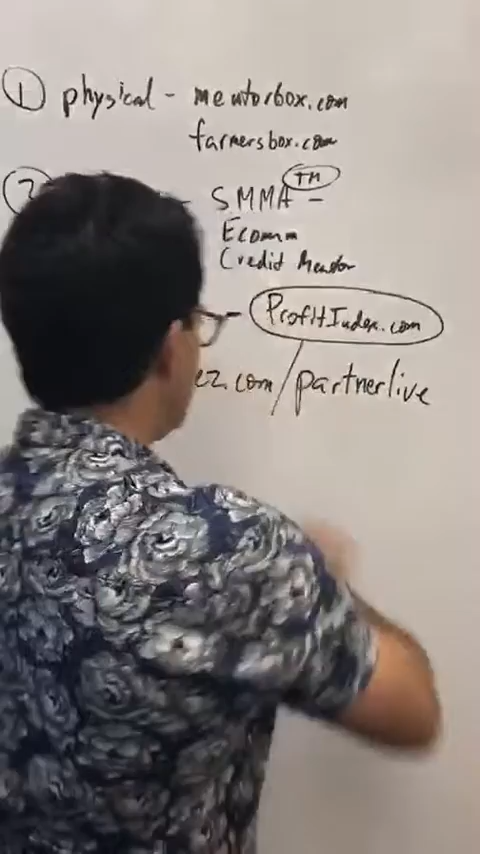 1 physical - mentorbox.com
farmersbox.com
2 - SMMA TM -
Ecomm
Credit Mentor
- ProfitIndex.com
ez.com/partnerlive